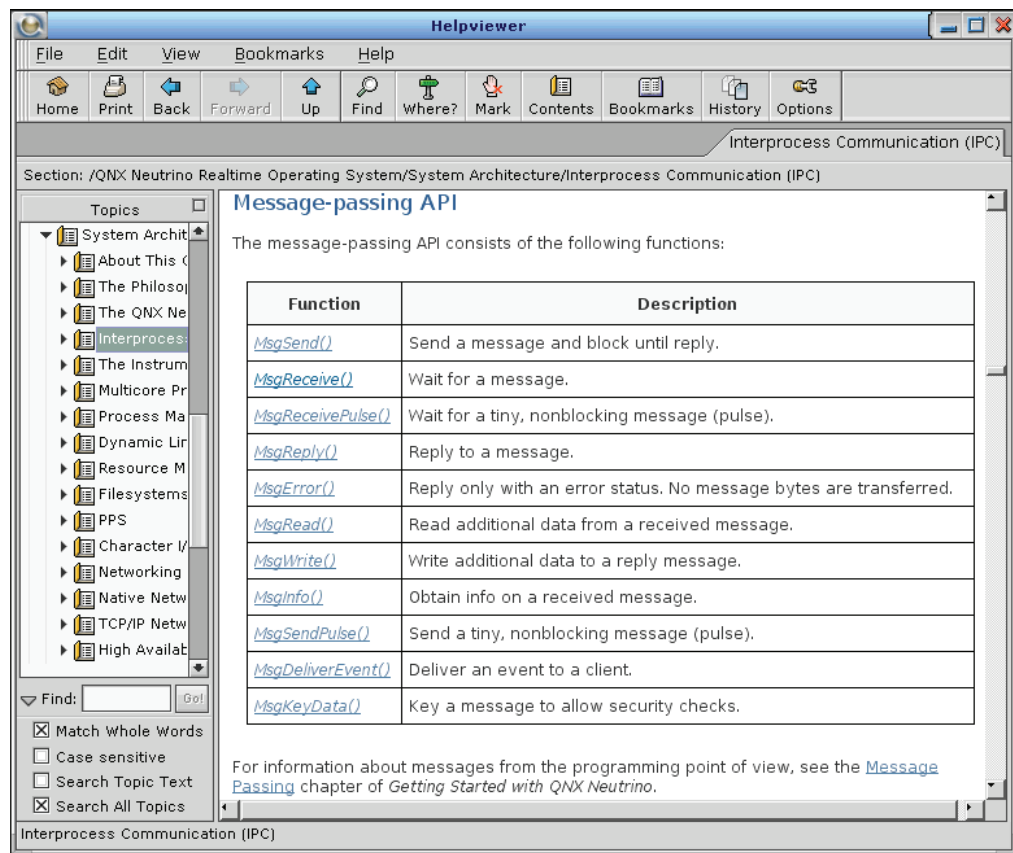 Helpviewer
File Edit View Bookmarks Help
Home Print Back Forward Up Find Where? Mark Contents Bookmarks History Options
Interprocess Communication (IPC)
Section: /QNX Neutrino Realtime Operating System/System Architecture/Interprocess Communication (IPC)
Topics
System Archit
About This
The Philoso
The QNX Ne
Interproces
The Instrum
Multicore Pr
Process Ma
Dynamic Lin
Resource M
Filesystems
PPS
Character I/
Networking
Native Netw
TCP/IP Netw
High Availab
Find: Go!
Match Whole Words
Case sensitive
Search Topic Text
Search All Topics
Message-passing API
The message-passing API consists of the following functions:
Function Description
MsgSend() Send a message and block until reply.
MsgReceive() Wait for a message.
MsgReceivePulse() Wait for a tiny, nonblocking message (pulse).
MsgReply() Reply to a message.
MsgError() Reply only with an error status. No message bytes are transferred.
MsgRead() Read additional data from a received message.
MsgWrite() Write additional data to a reply message.
MsgInfo() Obtain info on a received message.
MsgSendPulse() Send a tiny, nonblocking message (pulse).
MsgDeliverEvent() Deliver an event to a client.
MsgKeyData() Key a message to allow security checks.
For information about messages from the programming point of view, see the Message
Passing chapter of Getting Started with QNX Neutrino.
Interprocess Communication (IPC)